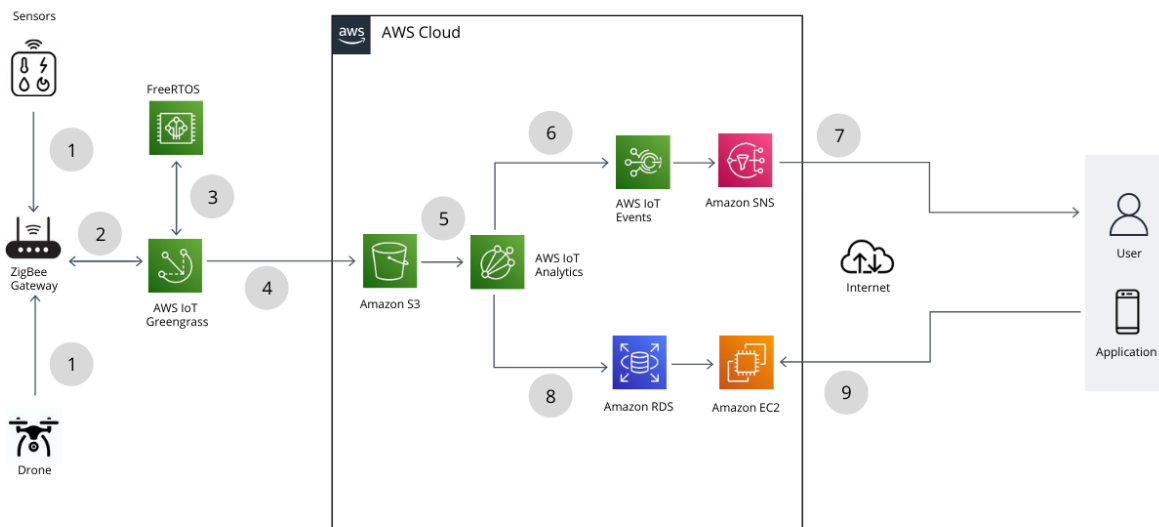 Sensors
aws
AWS Cloud
FreeRTOS
1
6
7
AWS IoT
Events
Amazon SNS
3
2
5
ZigBee
Gateway
AWS IoT
Greengrass
4
Amazon S3
AWS IoT
Analytics
Internet
User
Application
1
8
Amazon RDS
Amazon EC2
9
Drone